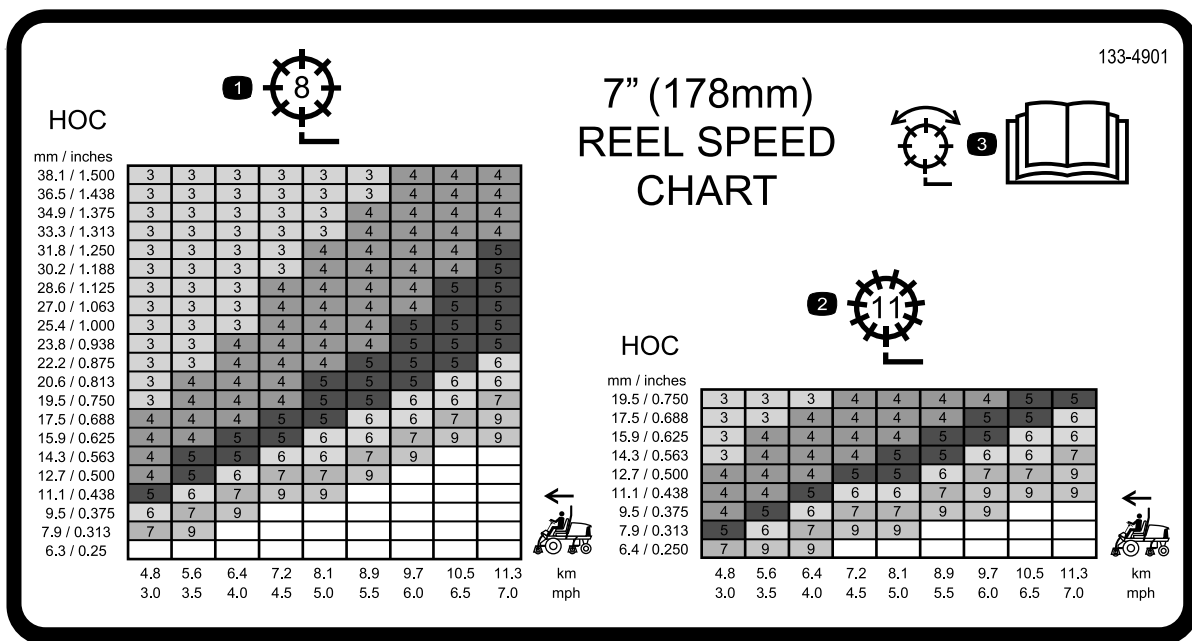 133-4901
7” (178mm)
REEL SPEED
CHART
1 8
3
HOC
mm / inches
38.1 / 1.500 3 3 3 3 3 3 4 4 4
36.5 / 1.438 3 3 3 3 3 3 4 4 4
34.9 / 1.375 3 3 3 3 3 4 4 4 4
33.3 / 1.313 3 3 3 3 3 4 4 4 4
31.8 / 1.250 3 3 3 3 4 4 4 4 5
30.2 / 1.188 3 3 3 3 4 4 4 4 5
28.6 / 1.125 3 3 3 4 4 4 4 5 5
27.0 / 1.063 3 3 3 4 4 4 4 5 5
25.4 / 1.000 3 3 3 4 4 4 5 5 5
23.8 / 0.938 3 3 4 4 4 4 5 5 5
22.2 / 0.875 3 3 4 4 4 5 5 5 6
20.6 / 0.813 3 4 4 4 5 5 5 6 6
19.5 / 0.750 3 4 4 4 5 5 6 6 7
17.5 / 0.688 4 4 4 5 5 6 6 7 9
15.9 / 0.625 4 4 5 5 6 6 7 9 9
14.3 / 0.563 4 5 5 6 6 7 9
12.7 / 0.500 4 5 6 7 7 9
11.1 / 0.438 5 6 7 9 9
9.5 / 0.375 6 7 9
7.9 / 0.313 7 9
6.3 / 0.25
4.8 5.6 6.4 7.2 8.1 8.9 9.7 10.5 11.3 km
3.0 3.5 4.0 4.5 5.0 5.5 6.0 6.5 7.0 mph
2 11
HOC
mm / inches
19.5 / 0.750 3 3 3 4 4 4 4 5 5
17.5 / 0.688 3 3 4 4 4 4 5 5 6
15.9 / 0.625 3 4 4 4 4 5 5 6 6
14.3 / 0.563 3 4 4 4 5 5 6 6 7
12.7 / 0.500 4 4 4 5 5 6 7 7 9
11.1 / 0.438 4 4 5 6 6 7 9 9 9
9.5 / 0.375 4 5 6 7 7 9 9
7.9 / 0.313 5 6 7 9 9
6.4 / 0.250 7 9 9
4.8 5.6 6.4 7.2 8.1 8.9 9.7 10.5 11.3 km
3.0 3.5 4.0 4.5 5.0 5.5 6.0 6.5 7.0 mph